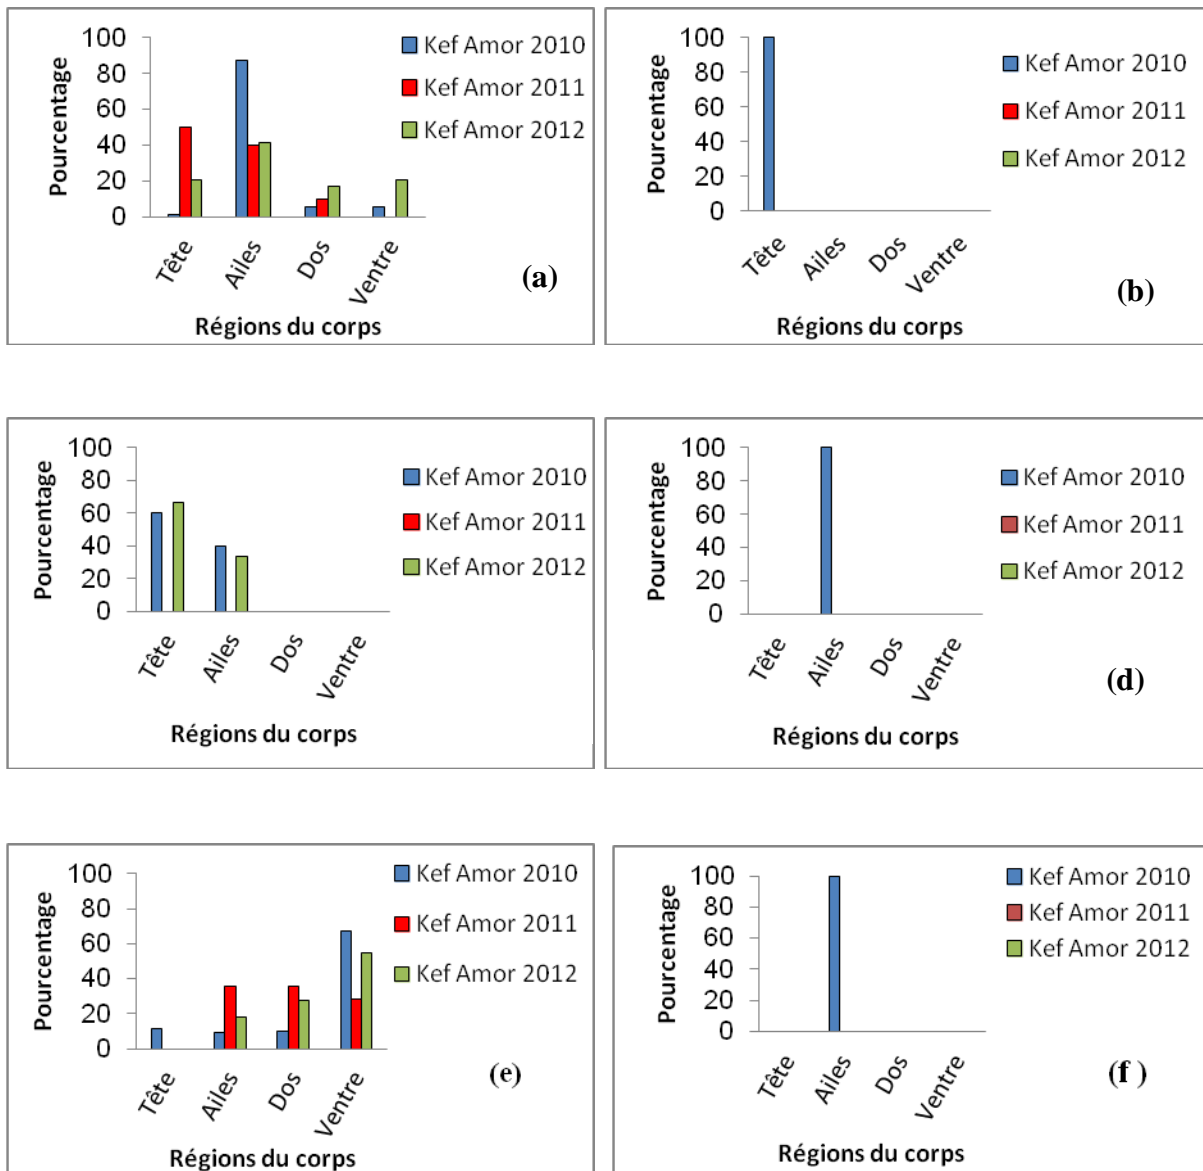 Pourcentage
100
80
60
40
20
0
Tête
Ailes
Dos
Ventre
Régions du corps
Kef Amor 2010
Kef Amor 2011
Kef Amor 2012
(a)
Pourcentage
100
80
60
40
20
0
Tête
Ailes
Dos
Ventre
Régions du corps
Kef Amor 2010
Kef Amor 2011
Kef Amor 2012
(b)
Pourcentage
100
80
60
40
20
0
Tête
Ailes
Dos
Ventre
Régions du corps
Kef Amor 2010
Kef Amor 2011
Kef Amor 2012
Pourcentage
100
80
60
40
20
0
Tête
Ailes
Dos
Ventre
Régions du corps
Kef Amor 2010
Kef Amor 2011
Kef Amor 2012
(d)
Pourcentage
100
80
60
40
20
0
Tête
Ailes
Dos
Ventre
Régions du corps
Kef Amor 2010
Kef Amor 2011
Kef Amor 2012
(e)
Pourcentage
100
80
60
40
20
0
Tête
Ailes
Dos
Ventre
Régions du corps
Kef Amor 2010
Kef Amor 2011
Kef Amor 2012
(f )